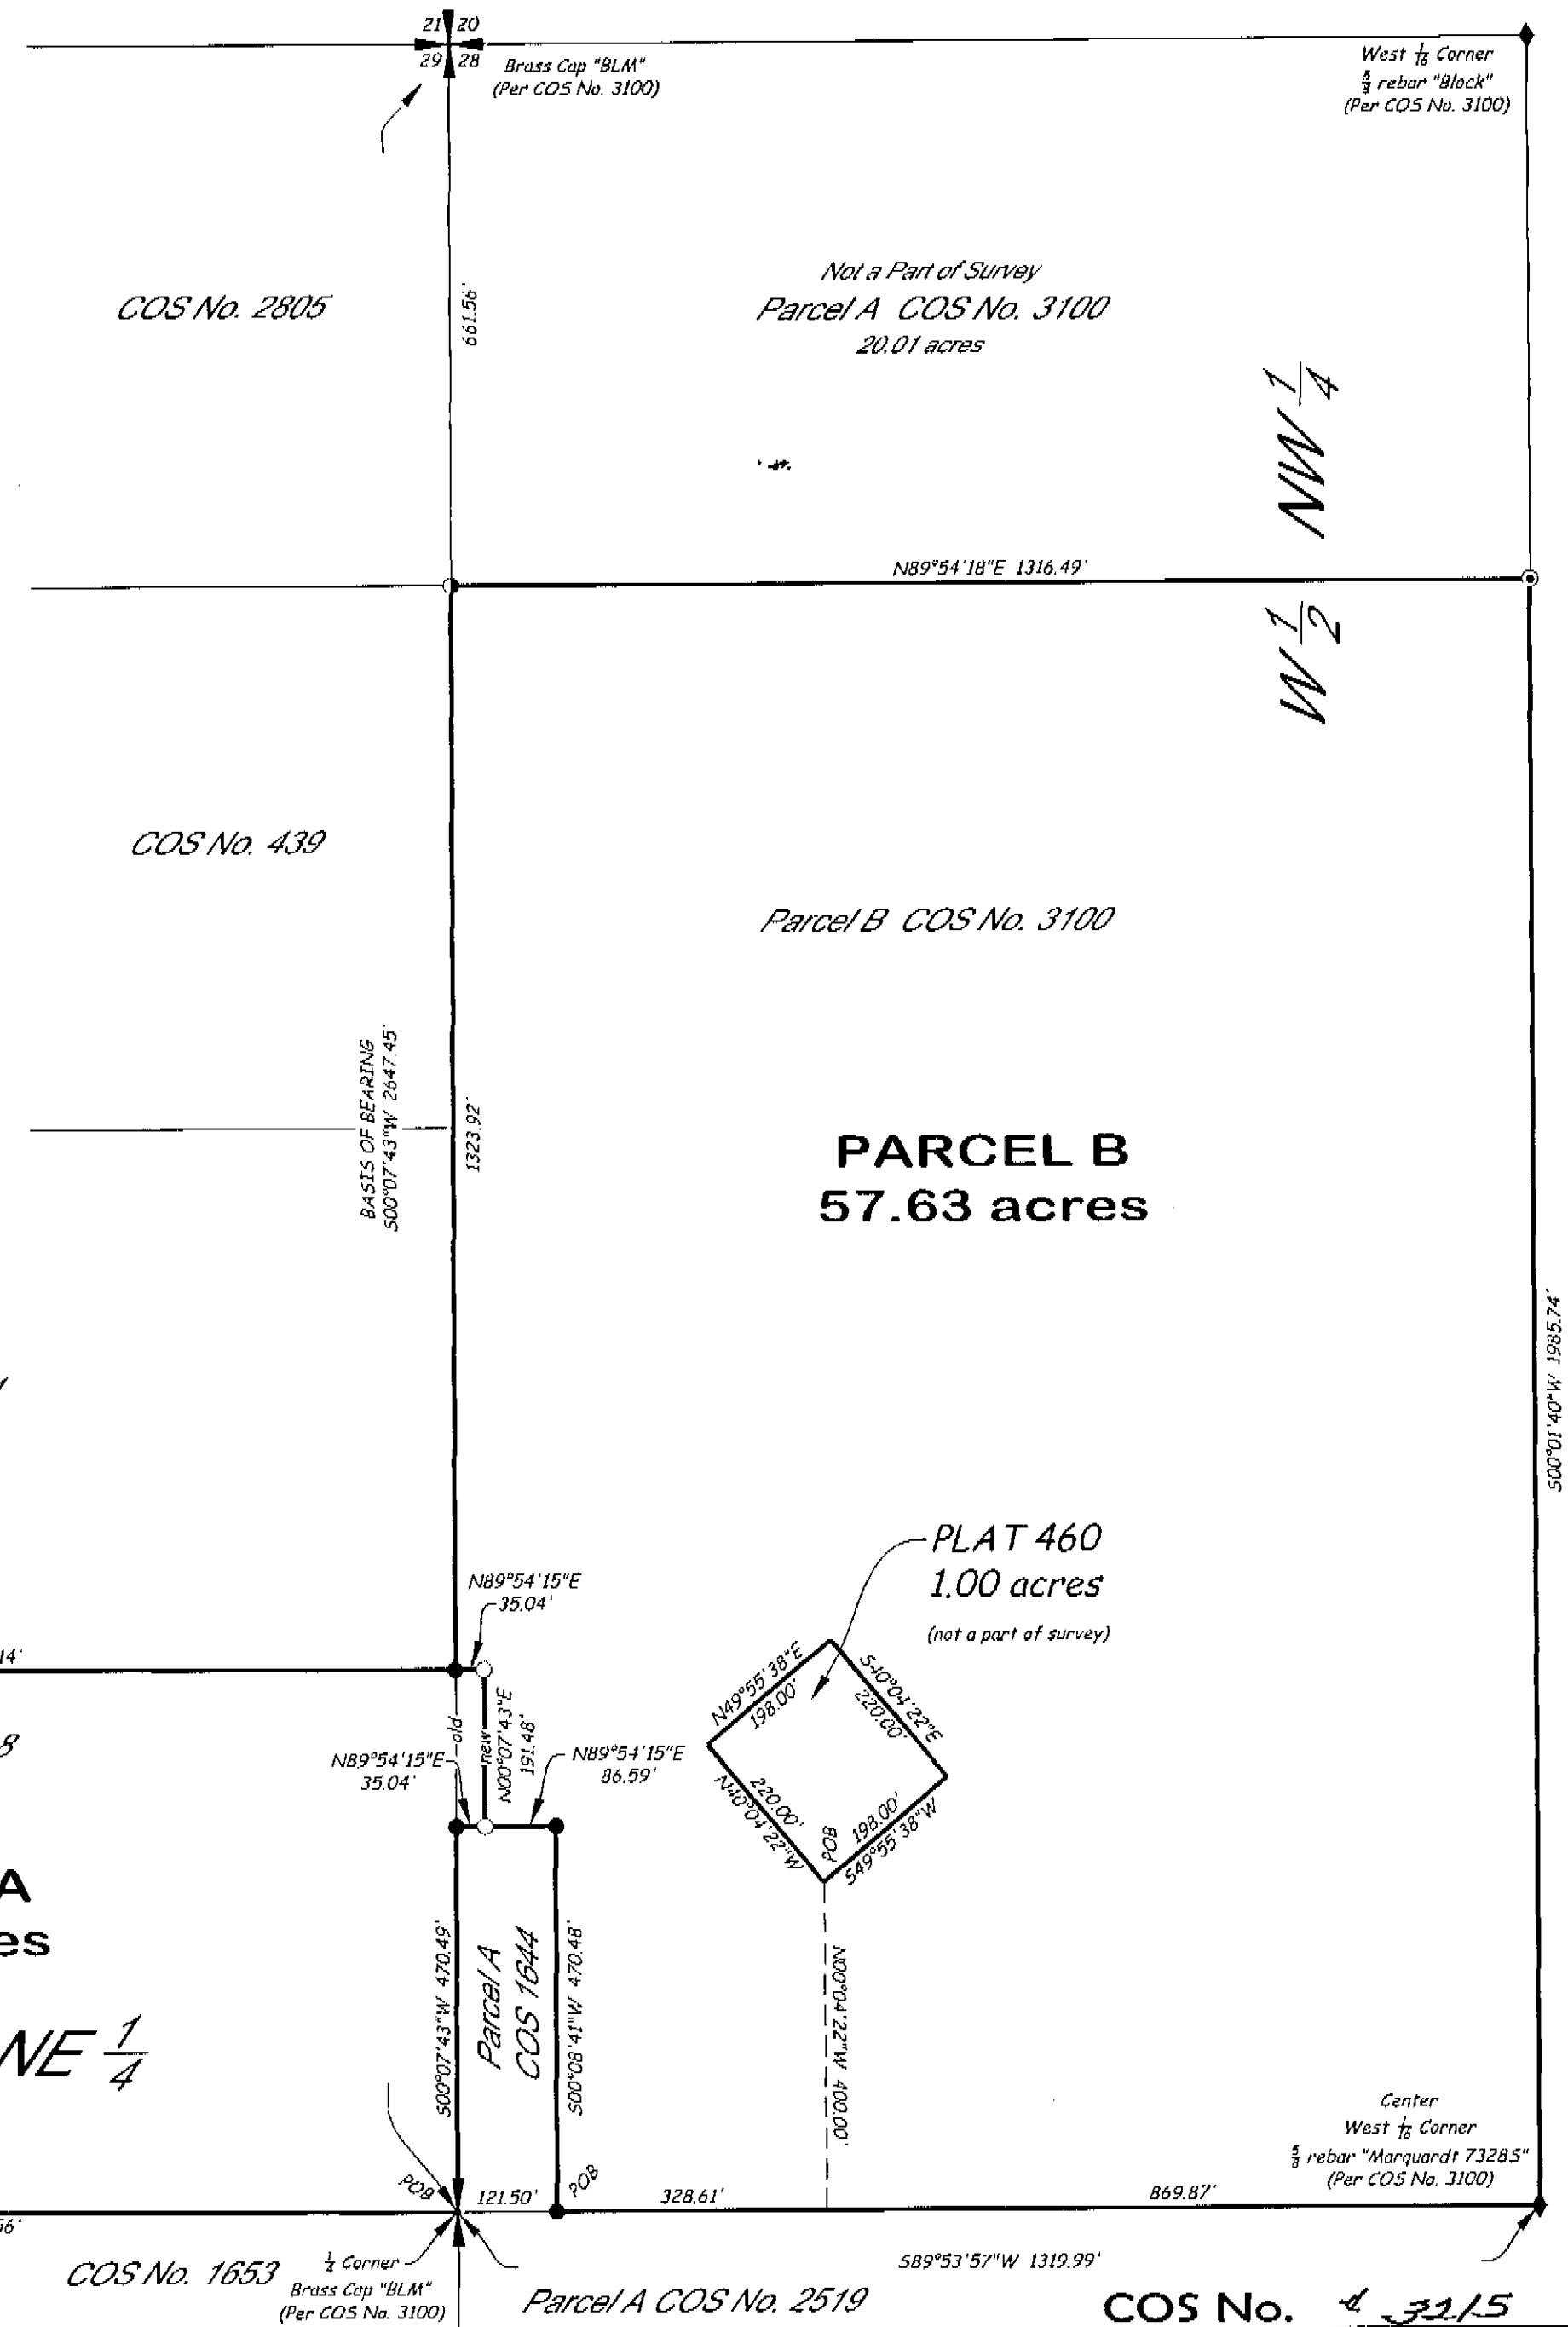 21 20
29 28
Brass Cap "BLM"
(Per COS No. 3100)
West 1/16 Corner
5/8 rebar "Block"
(Per COS No. 3100)
COS No. 2805
661.56'
Not a Part of Survey
Parcel A COS No. 3100
20.01 acres
NW 1/4
N89°54'18"E 1316.49'
W 1/2
COS No. 439
Parcel B COS No. 3100
BASIS OF BEARING
S00°07'43"W 2647.45'
1323.92'
PARCEL B
57.63 acres
S00°01'40"W 1985.74'
PLAT 460
1.00 acres
(not a part of survey)
N89°54'15"E
35.04'
14'
N49°55'38"E
198.00'
S40°04'22"E
220.00'
old
new
N00°07'43"E
191.48'
N89°54'15"E
35.04'
N89°54'15"E
86.59'
8
220.00'
N40°04'22"W
POB
198.00'
S49°55'38"W
A
es
S00°07'43"W 470.49'
Parcel A
COS 1644
S00°08'41"W 470.48'
N00°04'22"W 400.00'
NE 1/4
Center
West 1/16 Corner
5/8 rebar "Marquardt 7328S"
(Per COS No. 3100)
POB
121.50'
POB
328.61'
869.87'
56'
COS No. 1653
1/4 Corner
Brass Cap "BLM"
(Per COS No. 3100)
S89°53'57"W 1319.99'
Parcel A COS No. 2519
COS No. 3215